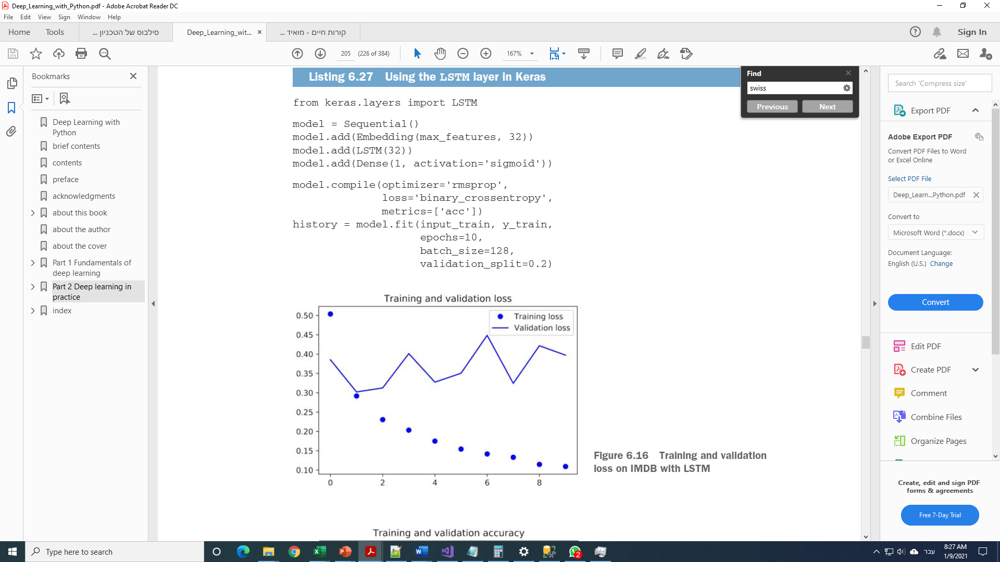 Deep_Learning_with_Python.pdf - Adobe Acrobat Reader DC
File Edit View Sign Window Help
Home Tools סילבוס של הטכניון ... Deep_Learning_wit... × קורות חיים - מואיד ... Sign In
205 (226 of 384) 167%
Bookmarks
Deep Learning with
Python
brief contents
contents
preface
acknowledgments
about this book
about the author
about the cover
Part 1 Fundamentals of
deep learning
Part 2 Deep learning in
practice
index
Listing 6.27 Using the LSTM layer in Keras
from keras.layers import LSTM
model = Sequential()
model.add(Embedding(max_features, 32))
model.add(LSTM(32))
model.add(Dense(1, activation='sigmoid'))
model.compile(optimizer='rmsprop',
loss='binary_crossentropy',
metrics=['acc'])
history = model.fit(input_train, y_train,
epochs=10,
batch_size=128,
validation_split=0.2)
Training and validation loss
Training loss
Validation loss
0.50
0.45
0.40
0.35
0.30
0.25
0.20
0.15
0.10
0 2 4 6 8
Figure 6.16 Training and validation
loss on IMDB with LSTM
Training and validation accuracy
Find
swiss
Previous Next
Search 'Compress size'
Export PDF
Adobe Export PDF
Convert PDF Files to Word
or Excel Online
Select PDF File
Deep_Learn...Python.pdf
Convert to
Microsoft Word (*.docx)
Document Language:
English (U.S.) Change
Convert
Edit PDF
Create PDF
Comment
Combine Files
Organize Pages
Create, edit and sign PDF
forms & agreements
Free 7-Day Trial
Type here to search
2
עבר
8:27 AM
1/9/2021